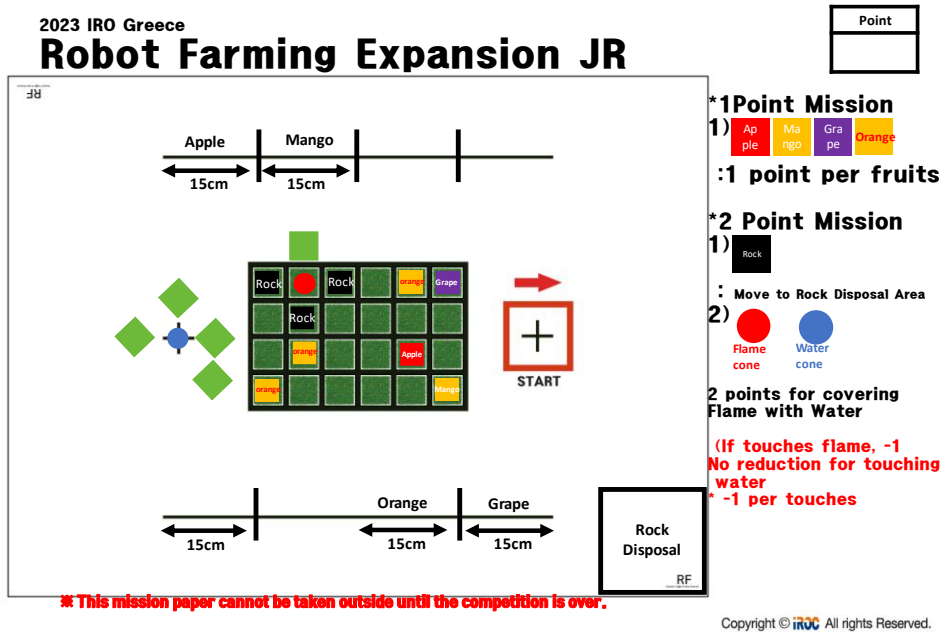 2023 IRO Greece
Robot Farming Expansion JR
Point
RF
Apple
Mango
15cm
15cm
*1Point Mission
1)
Ap
ple
Ma
ngo
Gra
pe
Orange
:1 point per fruits
*2 Point Mission
1)
Rock
: Move to Rock Disposal Area
2)
Flame
cone
Water
cone
2 points for covering
Flame with Water
(If touches flame, -1
No reduction for touching
water
* -1 per touches
Rock
Rock
orange
Grape
Rock
orange
Apple
orange
Mango
START
Orange
Grape
15cm
15cm
15cm
Rock
Disposal
RF
※ This mission paper cannot be taken outside until the competition is over.
Copyright © iROC All rights Reserved.